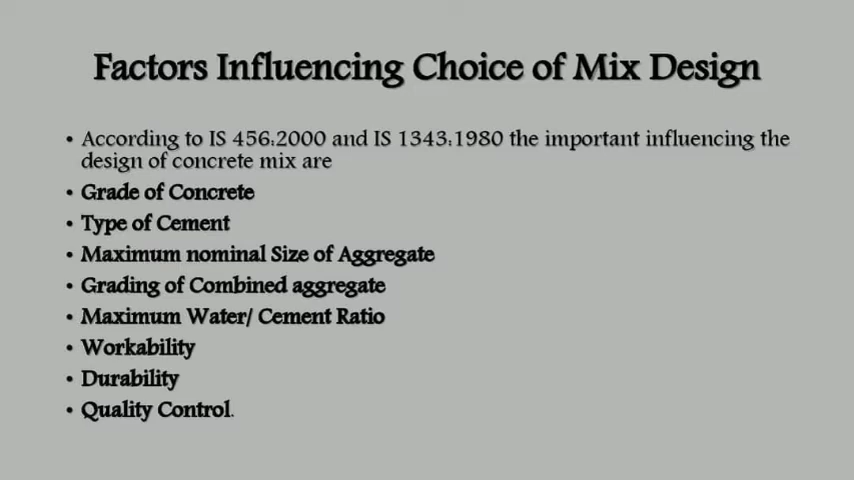 Factors Influencing Choice of Mix Design
• According to IS 456:2000 and IS 1343:1980 the important influencing the
design of concrete mix are
• Grade of Concrete
• Type of Cement
• Maximum nominal Size of Aggregate
• Grading of Combined aggregate
• Maximum Water/ Cement Ratio
• Workability
• Durability
• Quality Control.